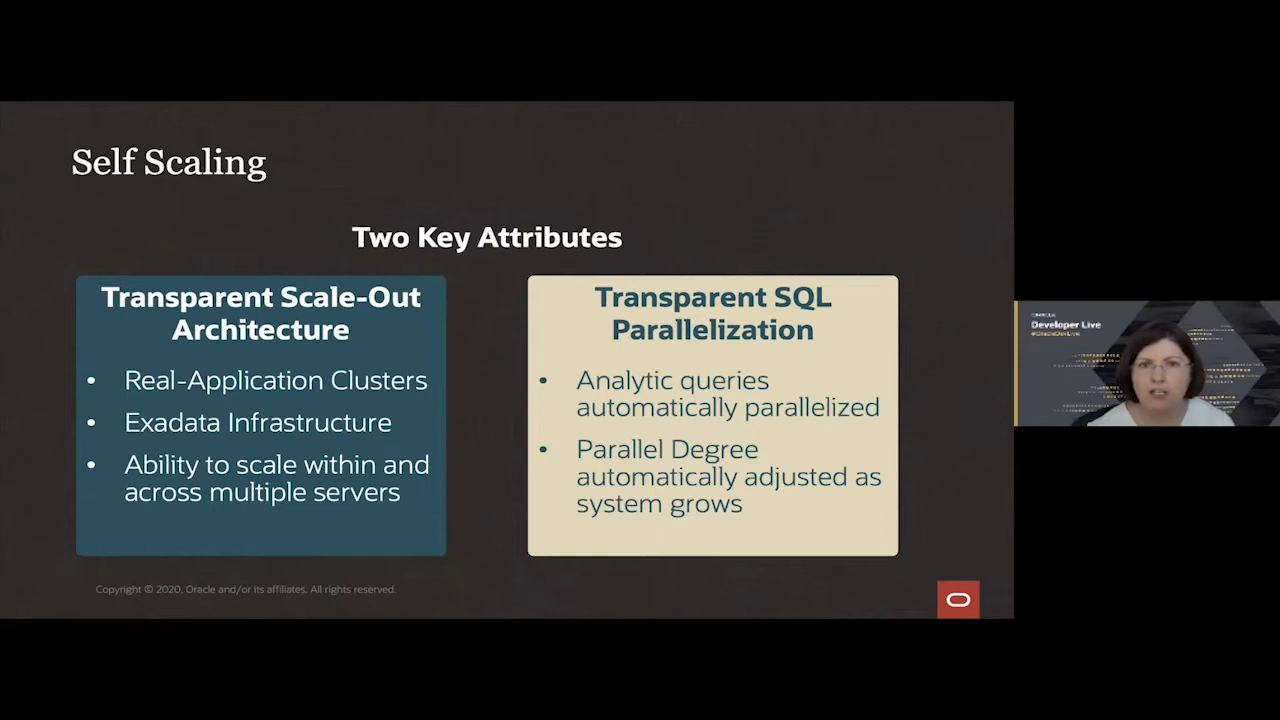 Self Scaling
Two Key Attributes
Transparent Scale-Out
Architecture
• Real-Application Clusters
• Exadata Infrastructure
• Ability to scale within and
across multiple servers
Transparent SQL
Parallelization
• Analytic queries
automatically parallelized
• Parallel Degree
automatically adjusted as
system grows
Copyright © 2020, Oracle and/or its affiliates. All rights reserved.
ORACLE
Developer Live
#OracleDevLive